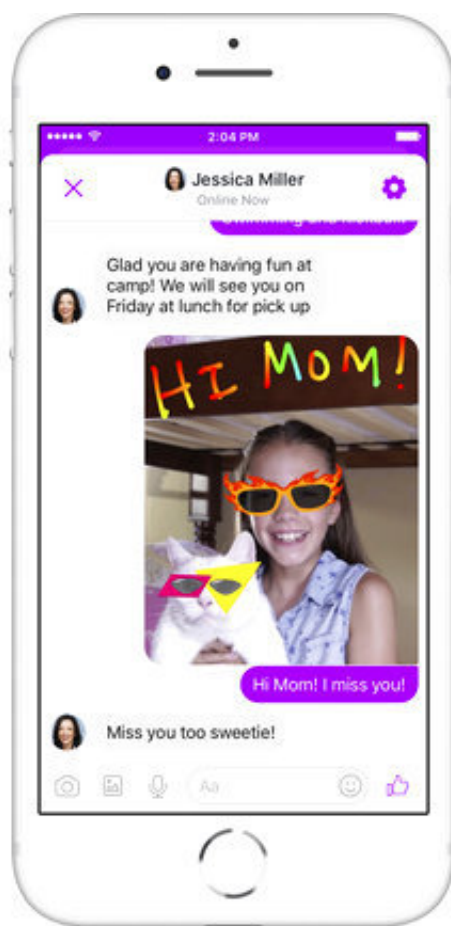 2:04 PM
Jessica Miller
Online Now
Glad you are having fun at
camp! We will see you on
Friday at lunch for pick up
HI MOM!
Hi Mom! I miss you!
Miss you too sweetie!
Aa